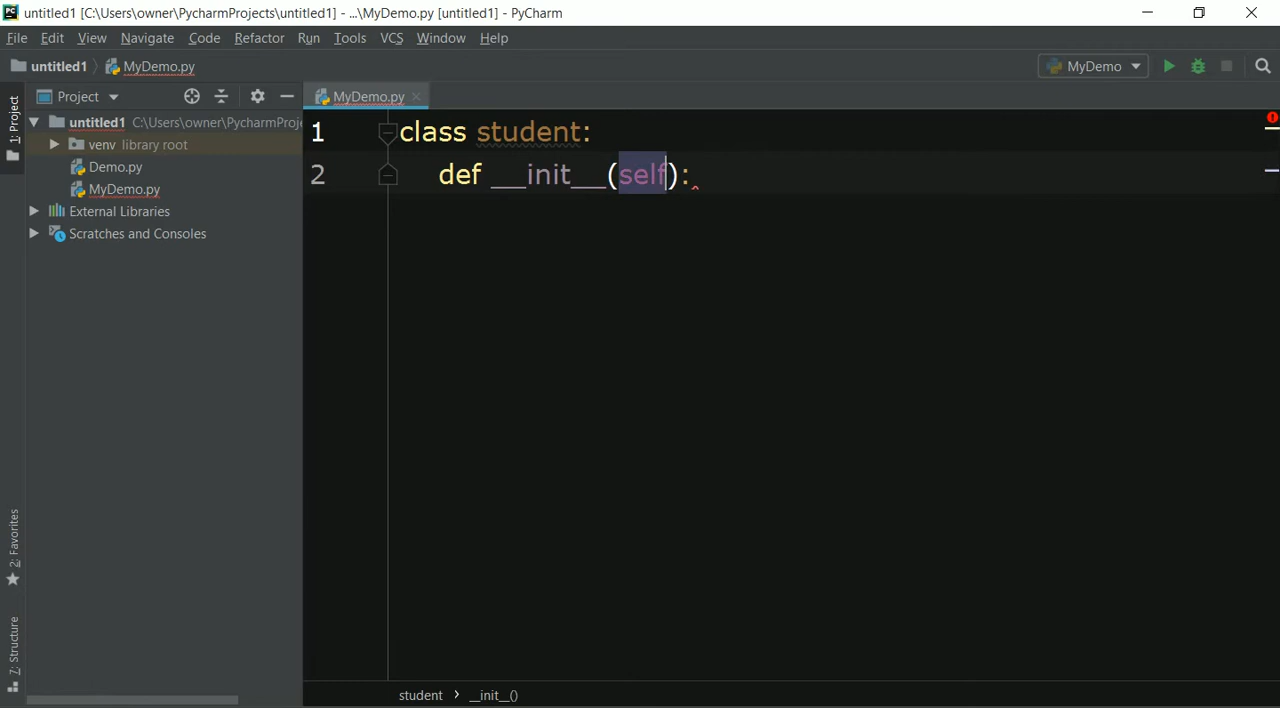 PC untitled1 [C:\Users\owner\PycharmProjects\untitled1] - ...\MyDemo.py [untitled1] - PyCharm
File Edit View Navigate Code Refactor Run Tools VCS Window Help
untitled1 MyDemo.py MyDemo
Project MyDemo.py
1: Project
untitled1 C:\Users\owner\PycharmProje
venv library root
Demo.py
MyDemo.py
External Libraries
Scratches and Consoles
1 class student:
2 def __init__(self):
2: Favorites
7: Structure
student > __init__()